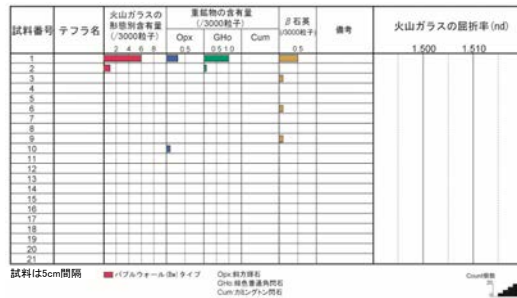 試料番号 テフラ名 火山ガラスの形態別含有量(/3000粒子) 重鉱物の含有量(/3000粒子) β石英(/3000粒子) 備考 火山ガラスの屈折率(nd)
2 4 6 8 Opx 0.5 GHo 0.5 1.0 Cum 0.5 1.500 1.510
1
2
3
4
5
6
7
8
9
10
11
12
13
14
15
16
17
18
19
20
21
試料は5cm間隔
バブルウォール(Bw)タイプ
Opx:斜方輝石
GHo:緑色普通角閃石
Cum:カミングトン閃石
Count個数